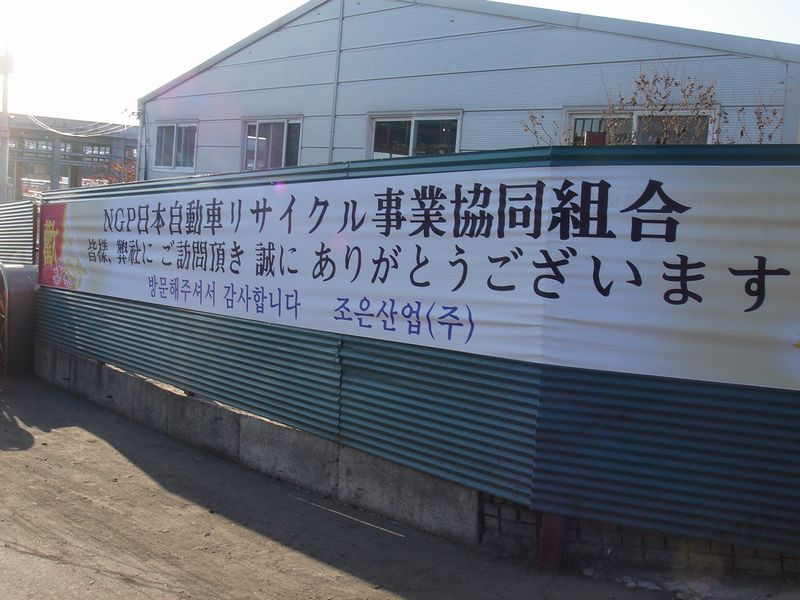 歡
NGP日本自動車リサイクル事業協同組合
皆様、弊社に ご訪問頂き 誠に ありがとうございます
방문해주셔서 감사합니다 조은산업(주)